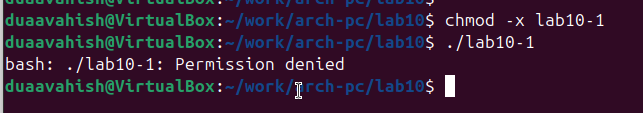 duaavahish@VirtualBox:~/work/arch-pc/lab10$ chmod -x lab10-1
duaavahish@VirtualBox:~/work/arch-pc/lab10$ ./lab10-1
bash: ./lab10-1: Permission denied
duaavahish@VirtualBox:~/work/arch-pc/lab10$